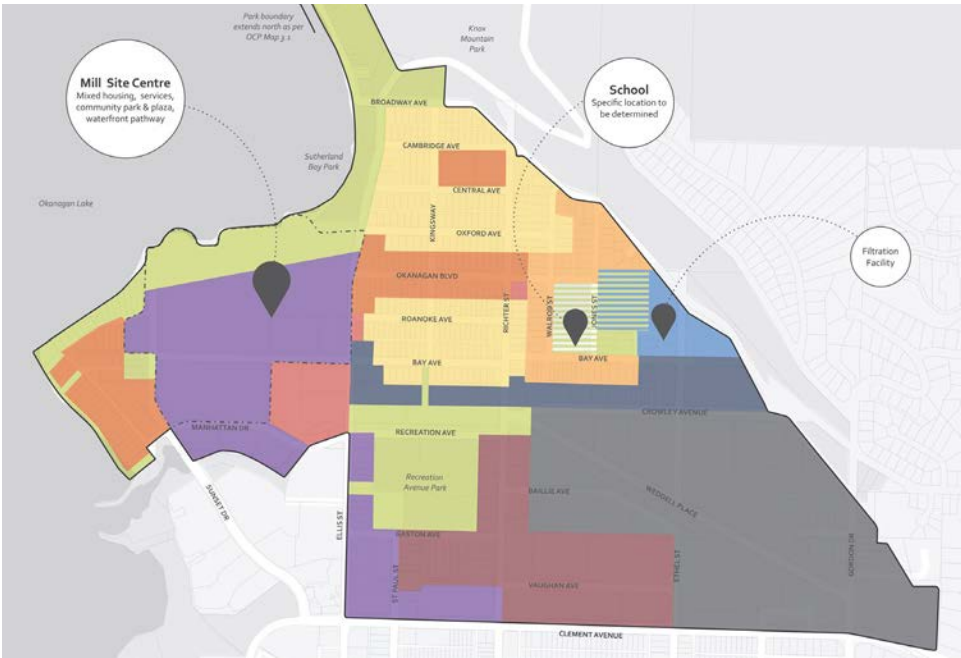 Park boundary
extends north as per
OCP Map 3.1
Knox
Mountain
Park
Mill Site Centre
Mixed housing, services,
community park & plaza,
waterfront pathway
School
Specific location to
be determined
BROADWAY AVE
CAMBRIDGE AVE
Sutherland
Bay Park
CENTRAL AVE
Okanagan Lake
KINGSWAY
OXFORD AVE
Filtration
Facility
OKANAGAN BLVD
RICHTER ST
WALROD ST
JONES ST
ROANOKE AVE
BAY AVE
BAY AVE
CROWLEY AVENUE
MANHATTAN DR
RECREATION AVE
Recreation
Avenue Park
SUNSET DR
ELLIS ST
BAILLIE AVE
WEDDELL PLACE
GASTON AVE
ST PAUL ST
VAUGHAN AVE
ETHEL ST
GORDON DR
CLEMENT AVENUE